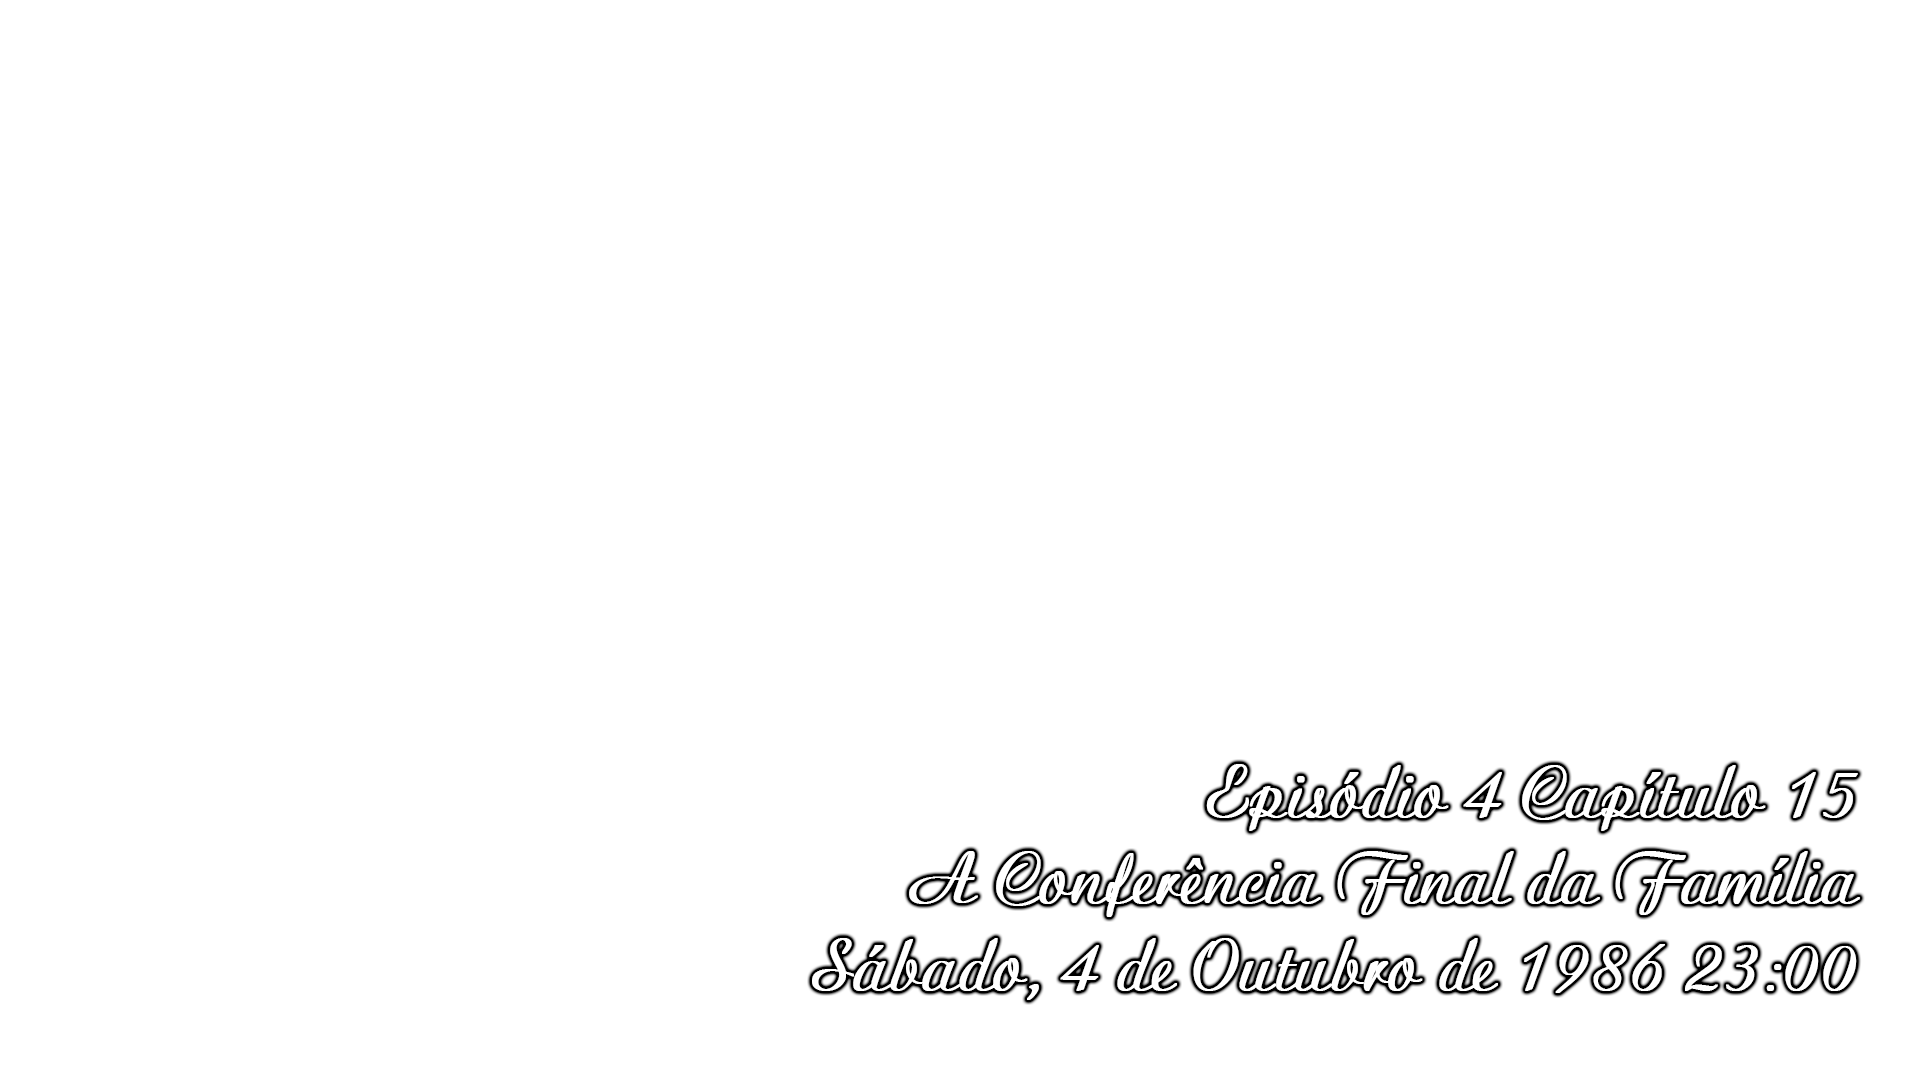 Episódio 4 Capítulo 15
A Conferência Final da Família
Sábado, 4 de Outubro de 1986 23:00